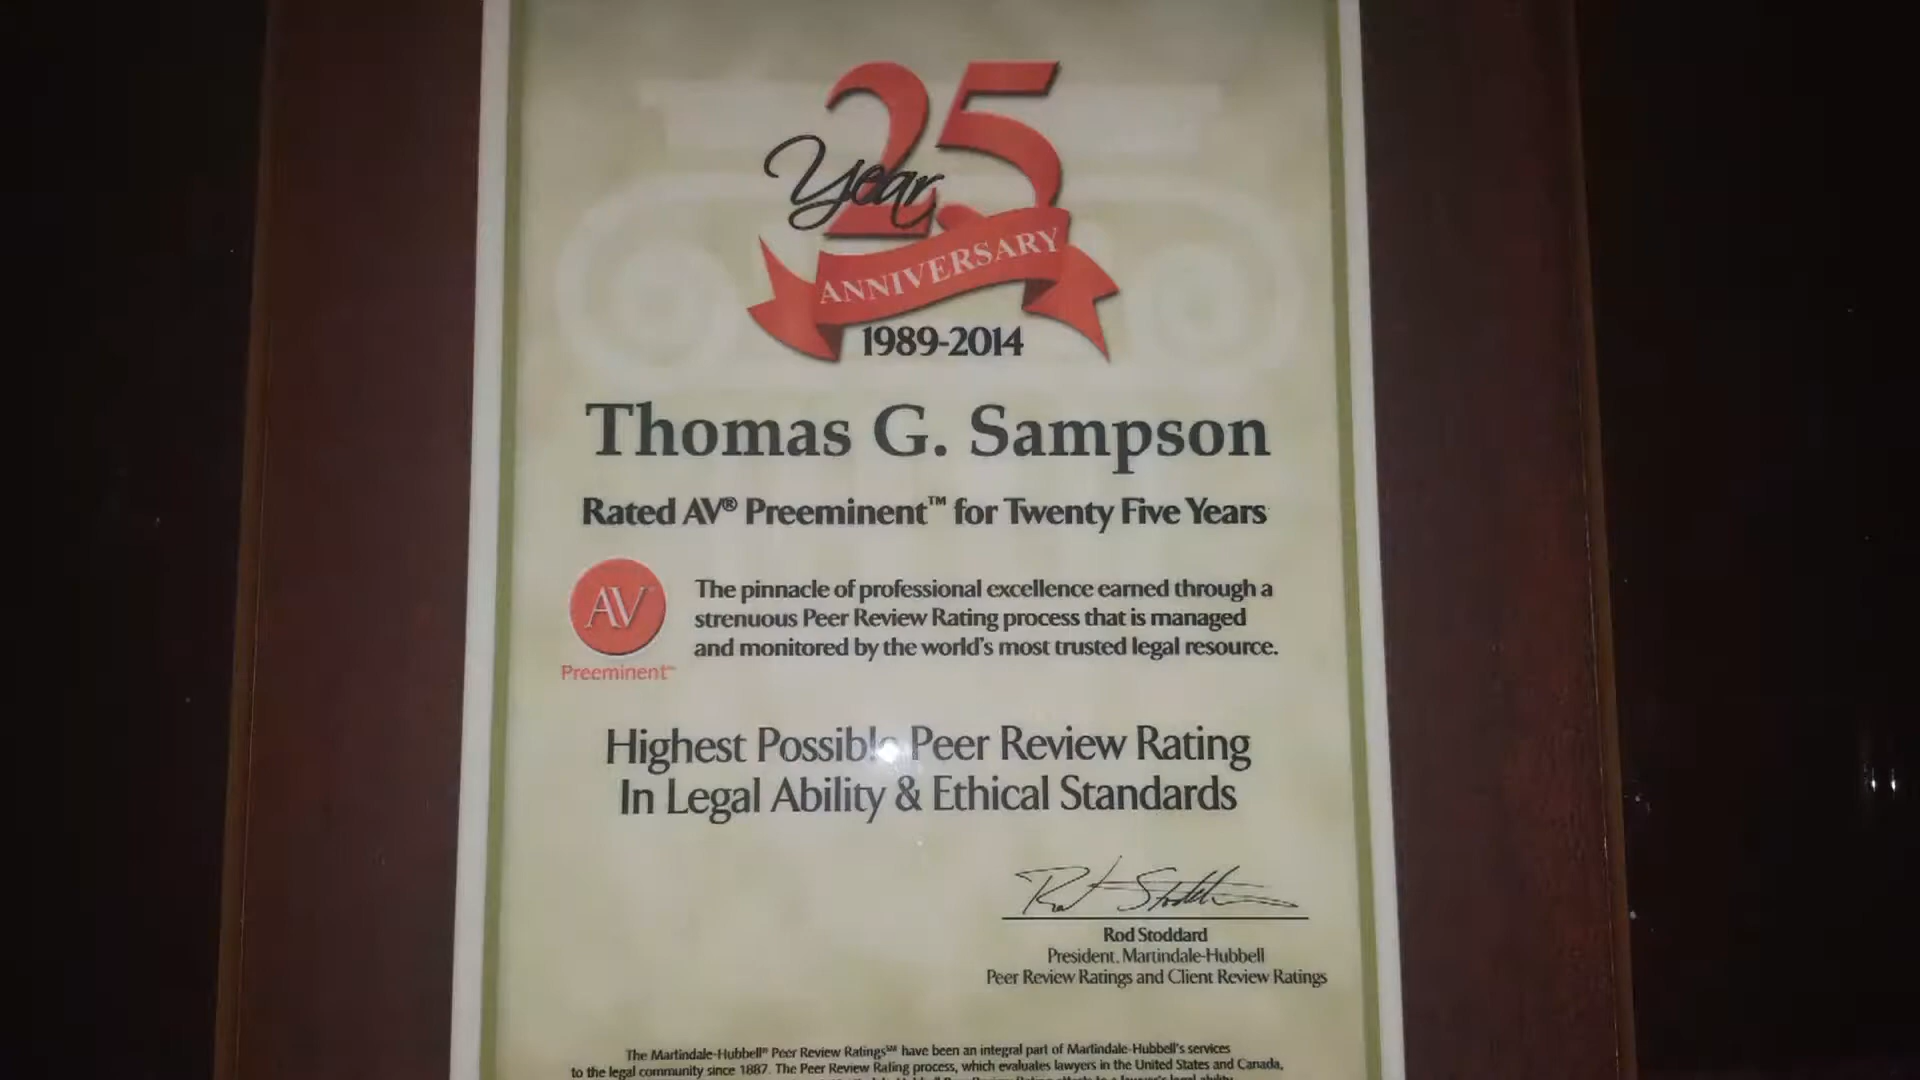 25
Year
ANNIVERSARY
1989-2014
Thomas G. Sampson
Rated AV® Preeminent™ for Twenty Five Years
AV
Preeminent™
The pinnacle of professional excellence earned through a
strenuous Peer Review Rating process that is managed
and monitored by the world's most trusted legal resource.
Highest Possible Peer Review Rating
In Legal Ability & Ethical Standards
Rod Stoddard
Rod Stoddard
President, Martindale-Hubbell
Peer Review Ratings and Client Review Ratings
The Martindale-Hubbell® Peer Review Ratings℠ have been an integral part of Martindale-Hubbell's services
to the legal community since 1887. The Peer Review Rating process, which evaluates lawyers in the United States and Canada,